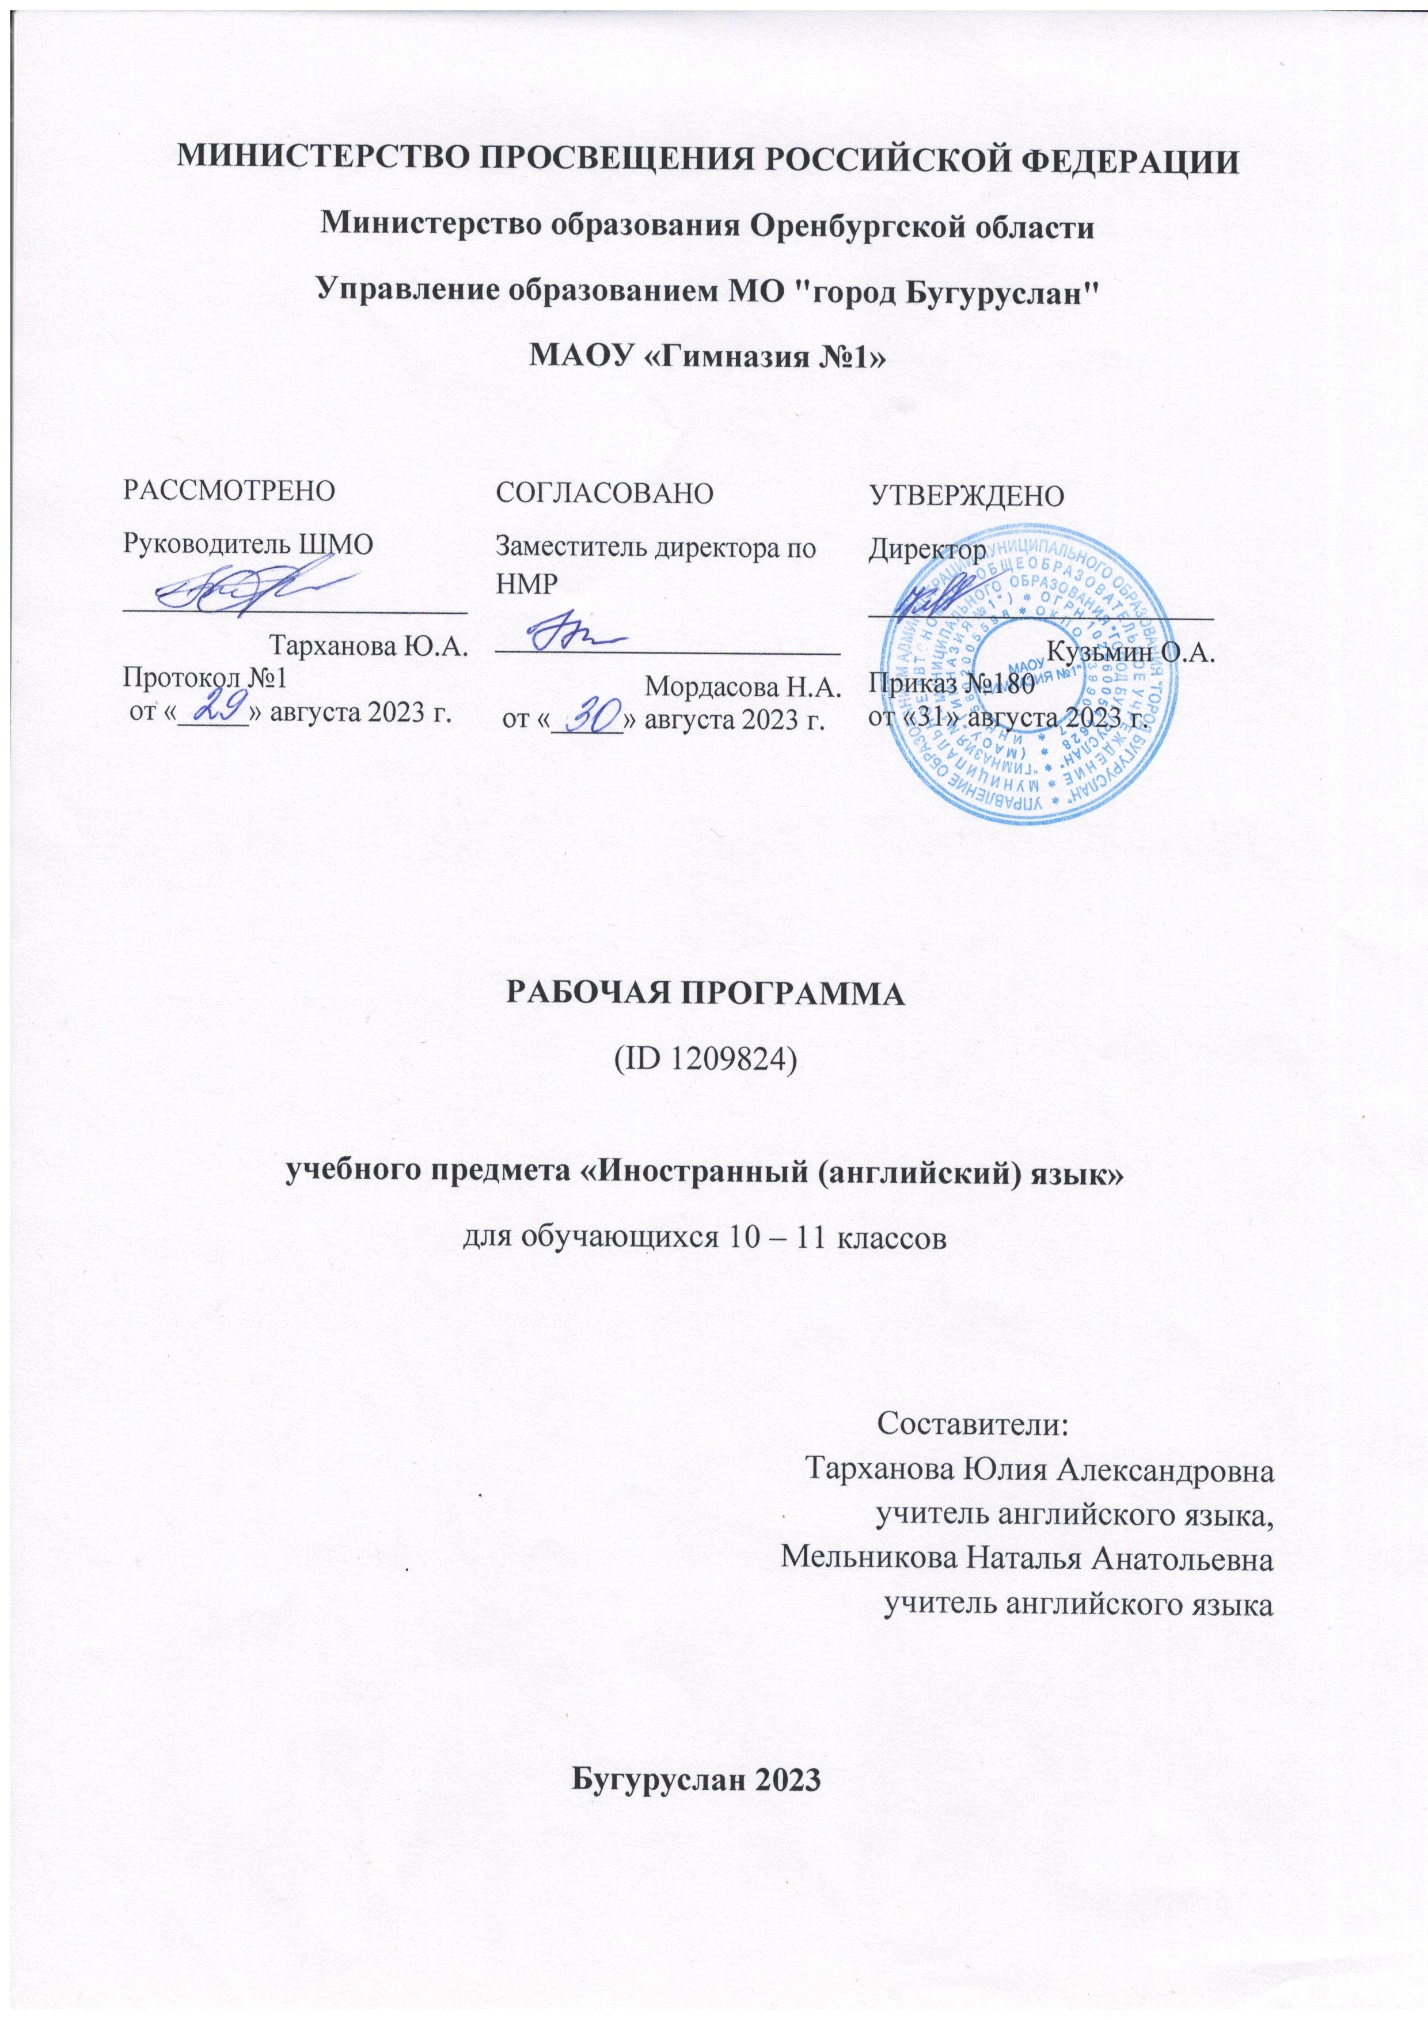 МИНИСТЕРСТВО ПРОСВЕЩЕНИЯ РОССИЙСКОЙ ФЕДЕРАЦИИ
Министерство образования Оренбургской области
Управление образованием МО "город Бугуруслан"
МАОУ «Гимназия №1»
РАССМОТРЕНО
Руководитель ШМО
Тарханова Ю.А.
Протокол №1
от «29» августа 2023 г.
СОГЛАСОВАНО
Заместитель директора по
НМР
Мордасова Н.А.
от «30» августа 2023 г.
УТВЕРЖДЕНО
Директор
Кузьмин О.А.
Приказ №180
от «31» августа 2023 г.
МАОУ
"ГИМНАЗИЯ №1"
РАБОЧАЯ ПРОГРАММА
(ID 1209824)
учебного предмета «Иностранный (английский) язык»
для обучающихся 10 – 11 классов
Составители:
Тарханова Юлия Александровна
учитель английского языка,
Мельникова Наталья Анатольевна
учитель английского языка
Бугуруслан 2023